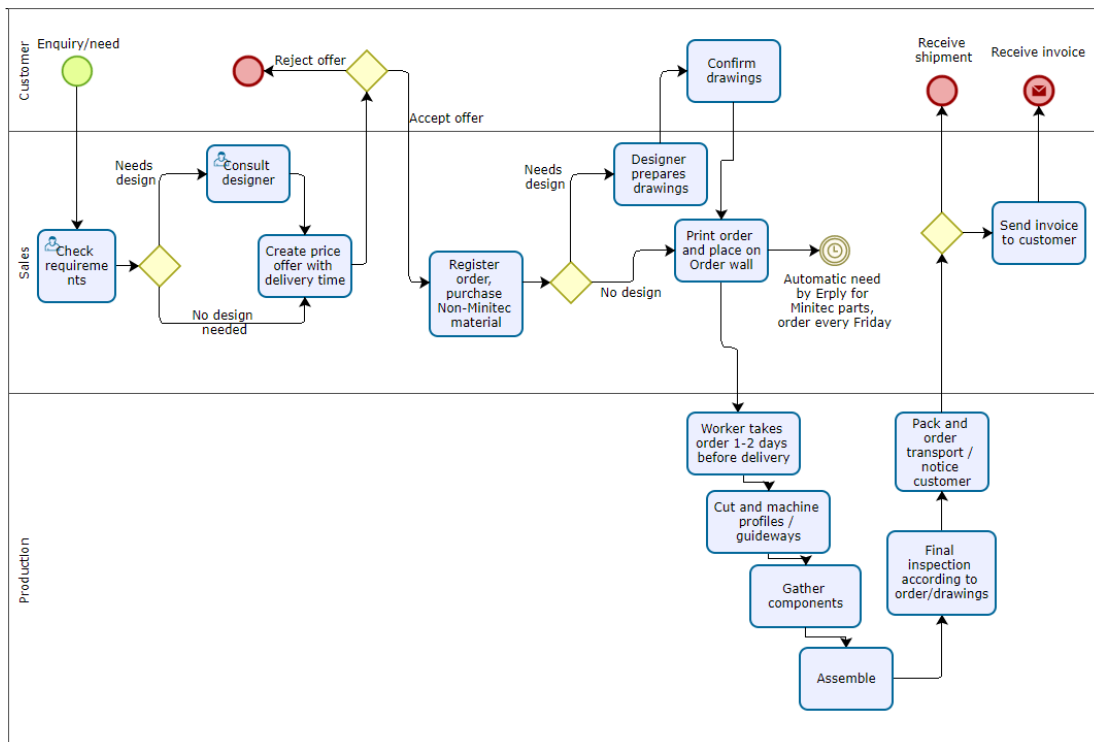 Customer
Enquiry/need
Reject offer
Accept offer
Confirm
drawings
Receive
shipment
Receive invoice
Sales
Check
requireme
nts
Needs
design
Consult
designer
No design
needed
Create price
offer with
delivery time
Register
order,
purchase
Non-Minitec
material
Needs
design
Designer
prepares
drawings
No design
Print order
and place on
Order wall
Automatic need
by Erply for
Minitec parts,
order every Friday
Send invoice
to customer
Production
Worker takes
order 1-2 days
before delivery
Cut and machine
profiles /
guideways
Gather
components
Assemble
Final
inspection
according to
order/drawings
Pack and
order
transport /
notice
customer